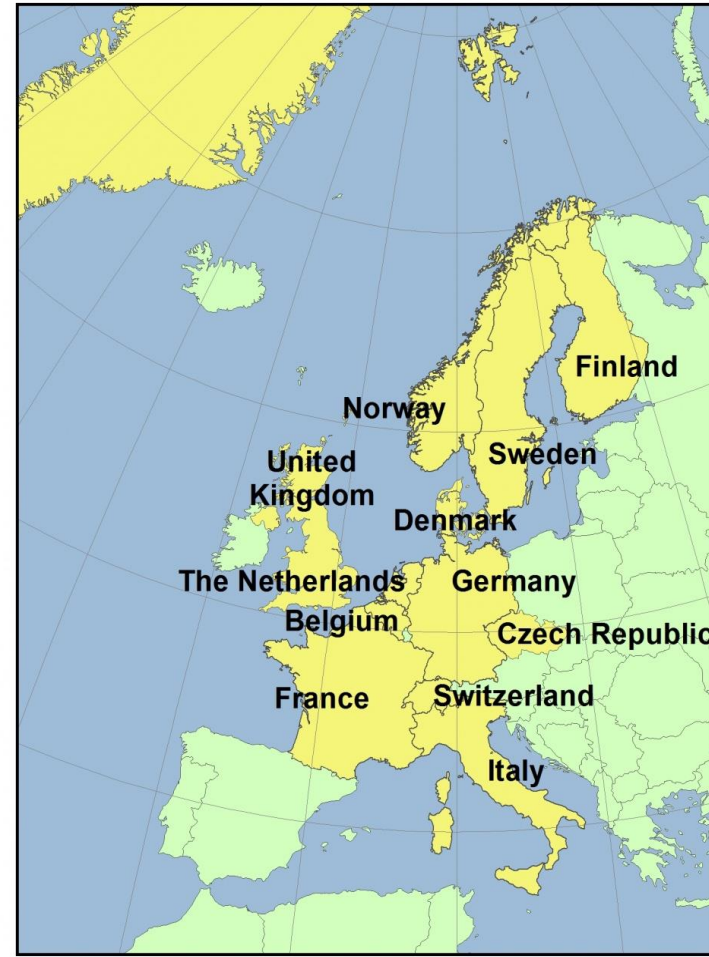 Finland
Norway
Sweden
United
Kingdom
Denmark
The Netherlands
Germany
Belgium
Czech Republic
France
Switzerland
Italy